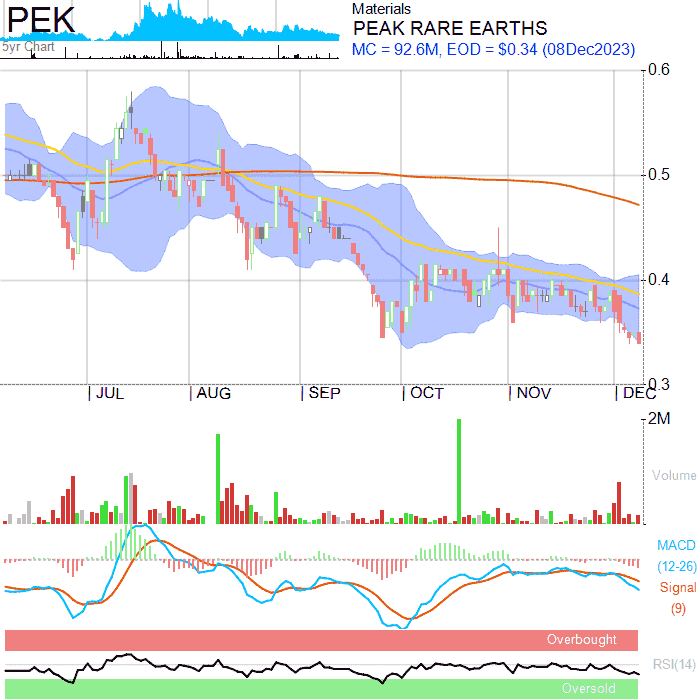 PEK
5yr Chart
Materials
PEAK RARE EARTHS
MC = 92.6M, EOD = $0.34 (08Dec2023)
0.6
0.5
0.4
0.3
JUL AUG SEP OCT NOV DEC
2M
Volume
MACD
(12-26)
Signal
(9)
Overbought
RSI(14)
Oversold